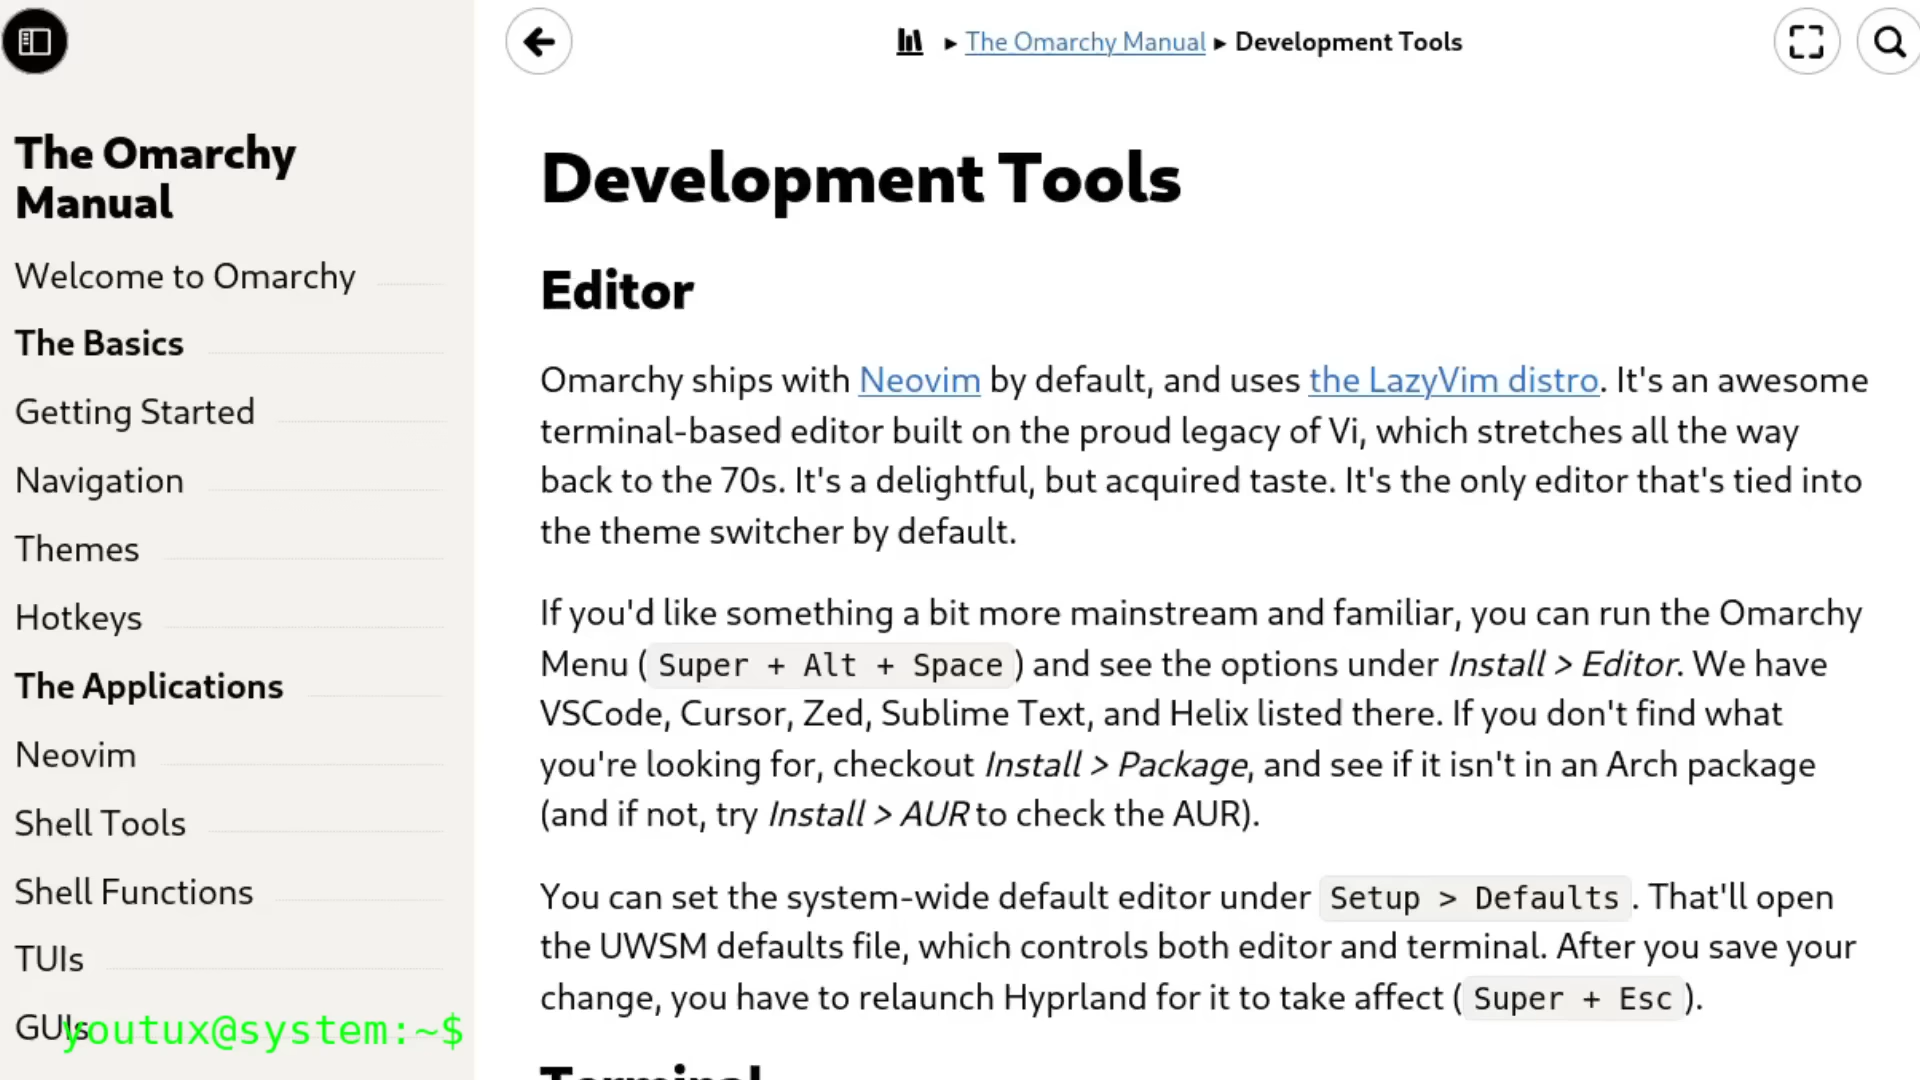 ▸ The Omarchy Manual ▸ Development Tools
The Omarchy
Manual
Welcome to Omarchy
The Basics
Getting Started
Navigation
Themes
Hotkeys
The Applications
Neovim
Shell Tools
Shell Functions
TUIs
GUIs
youtux@system:~$
Development Tools
Editor
Omarchy ships with Neovim by default, and uses the LazyVim distro. It's an awesome
terminal-based editor built on the proud legacy of Vi, which stretches all the way
back to the 70s. It's a delightful, but acquired taste. It's the only editor that's tied into
the theme switcher by default.
If you'd like something a bit more mainstream and familiar, you can run the Omarchy
Menu ( Super + Alt + Space ) and see the options under Install > Editor. We have
VSCode, Cursor, Zed, Sublime Text, and Helix listed there. If you don't find what
you're looking for, checkout Install > Package, and see if it isn't in an Arch package
(and if not, try Install > AUR to check the AUR).
You can set the system-wide default editor under Setup > Defaults . That'll open
the UWSM defaults file, which controls both editor and terminal. After you save your
change, you have to relaunch Hyprland for it to take affect ( Super + Esc ).
Terminal